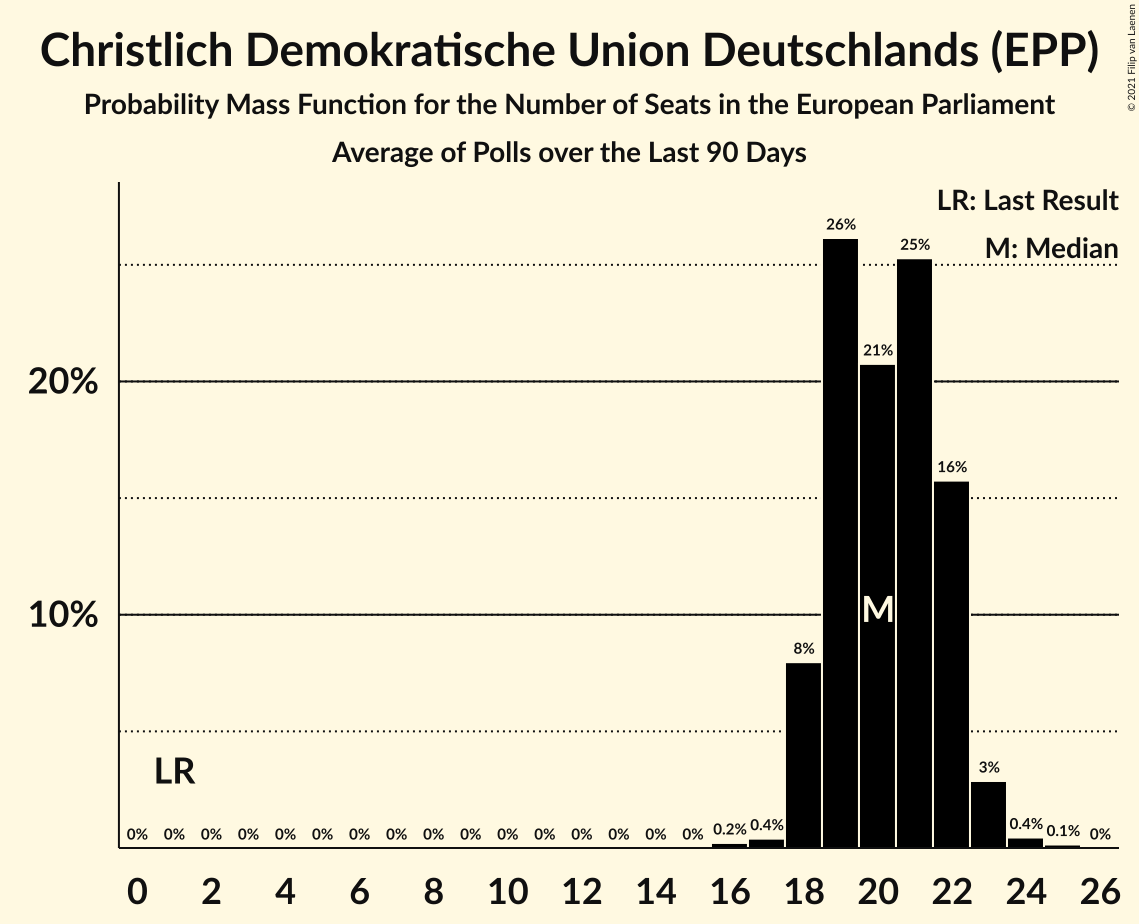 Christlich Demokratische Union Deutschlands (EPP)
Probability Mass Function for the Number of Seats in the European Parliament
Average of Polls over the Last 90 Days
© 2021 Filip van Laenen
LR: Last Result
M: Median
26%
25%
21%
20%
16%
10%
M
8%
LR
3%
0% 0% 0% 0% 0% 0% 0% 0% 0% 0% 0% 0% 0% 0% 0% 0% 0.2% 0.4% 0.4% 0.1% 0%
0 2 4 6 8 10 12 14 16 18 20 22 24 26